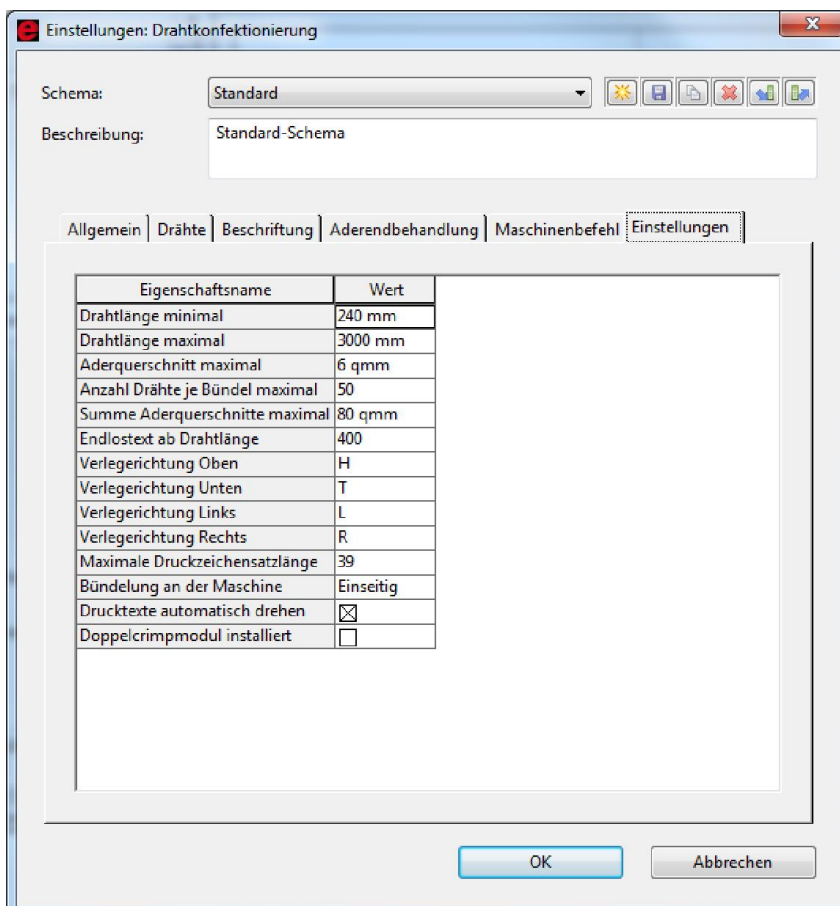 e Einstellungen: Drahtkonfektionierung
Schema: Standard
Beschreibung: Standard-Schema
Allgemein Drähte Beschriftung Aderendbehandlung Maschinenbefehl Einstellungen
Eigenschaftsname Wert
Drahtlänge minimal 240 mm
Drahtlänge maximal 3000 mm
Aderquerschnitt maximal 6 qmm
Anzahl Drähte je Bündel maximal 50
Summe Aderquerschnitte maximal 80 qmm
Endlostext ab Drahtlänge 400
Verlegerichtung Oben H
Verlegerichtung Unten T
Verlegerichtung Links L
Verlegerichtung Rechts R
Maximale Druckzeichensatzlänge 39
Bündelung an der Maschine Einseitig
Drucktexte automatisch drehen
Doppelcrimpmodul installiert
OK Abbrechen